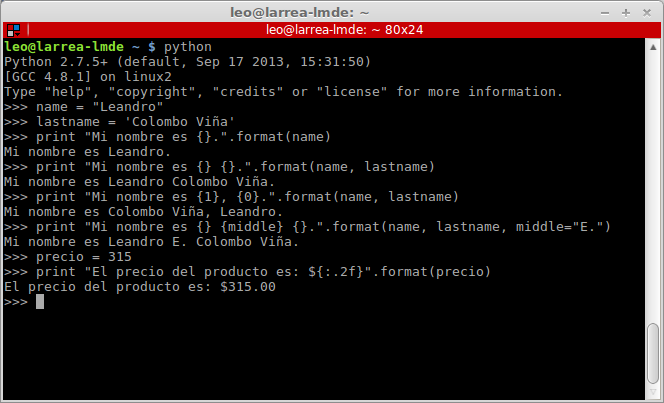 leo@larrea-lmde: ~
leo@larrea-lmde: ~ 80x24
leo@larrea-lmde ~ $ python
Python 2.7.5+ (default, Sep 17 2013, 15:31:50)
[GCC 4.8.1] on linux2
Type "help", "copyright", "credits" or "license" for more information.
>>> name = "Leandro"
>>> lastname = 'Colombo Viña'
>>> print "Mi nombre es {}.".format(name)
Mi nombre es Leandro.
>>> print "Mi nombre es {} {}.".format(name, lastname)
Mi nombre es Leandro Colombo Viña.
>>> print "Mi nombre es {1}, {0}.".format(name, lastname)
Mi nombre es Colombo Viña, Leandro.
>>> print "Mi nombre es {} {middle} {}.".format(name, lastname, middle="E.")
Mi nombre es Leandro E. Colombo Viña.
>>> precio = 315
>>> print "El precio del producto es: ${:.2f}".format(precio)
El precio del producto es: $315.00
>>>